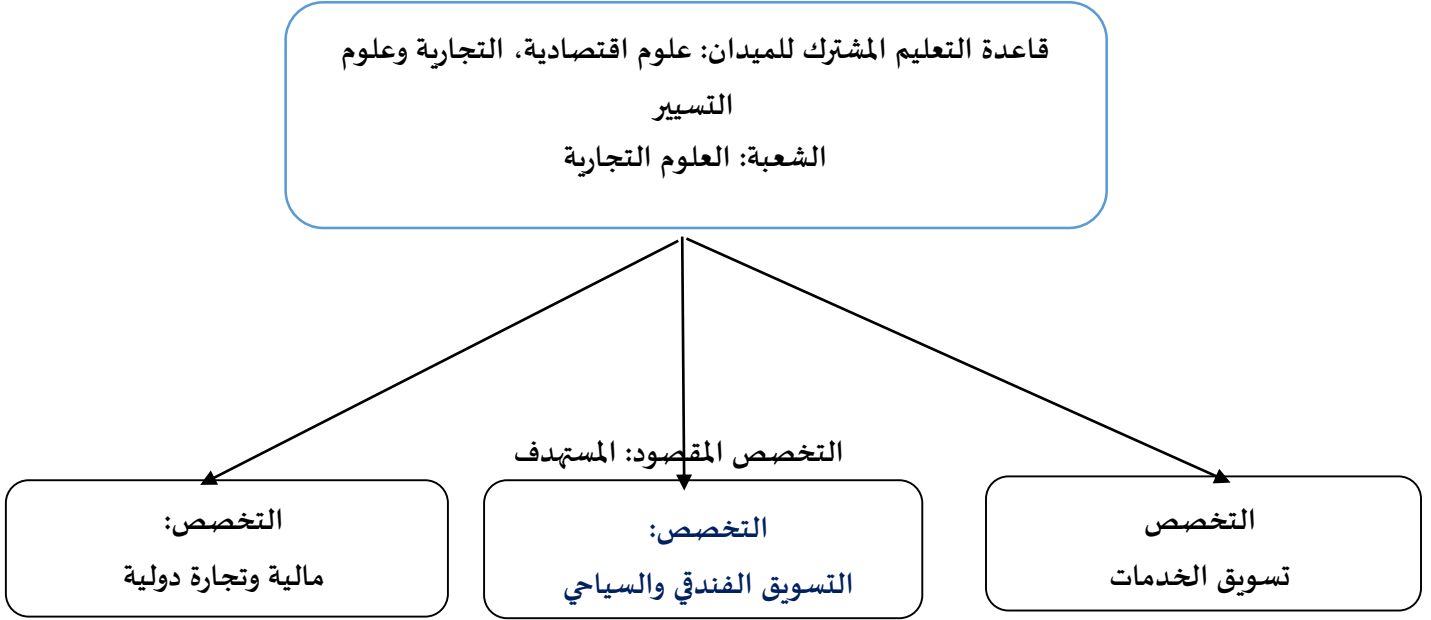 قاعدة التعليم المشترك للميدان: علوم اقتصادية، التجارية وعلوم
التسيير
الشعبة: العلوم التجارية
التخصص المقصود: المستهدف
التخصص
تسويق الخدمات
التخصص:
التسويق الفندقي والسياحي
التخصص:
مالية وتجارة دولية